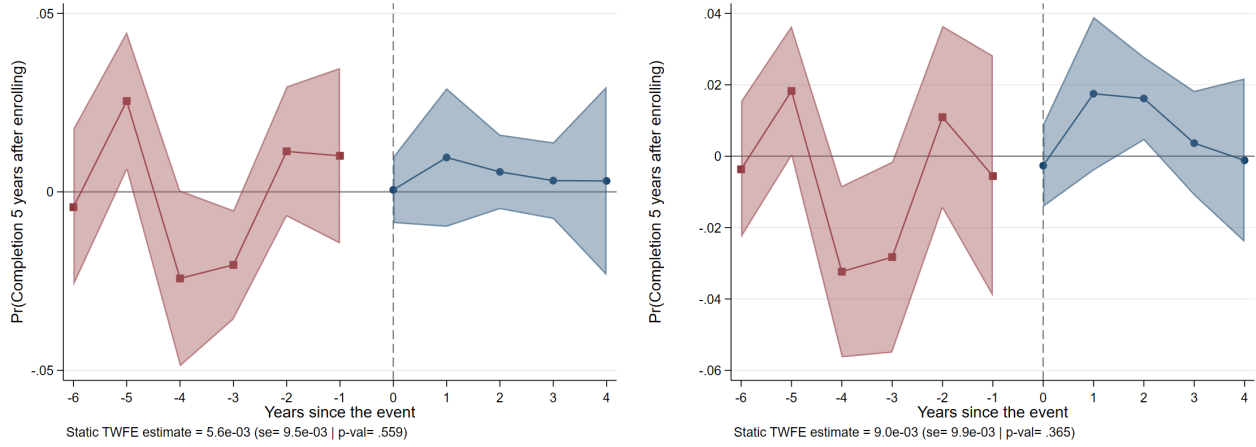 Pr(Completion 5 years after enrolling)
.05
0
-.05
-6 -5 -4 -3 -2 -1 0 1 2 3 4
Years since the event
Static TWFE estimate = 5.6e-03 (se= 9.5e-03 | p-val= .559)
Pr(Completion 5 years after enrolling)
.04
.02
0
-.02
-.04
-.06
-6 -5 -4 -3 -2 -1 0 1 2 3 4
Years since the event
Static TWFE estimate = 9.0e-03 (se= 9.9e-03 | p-val= .365)